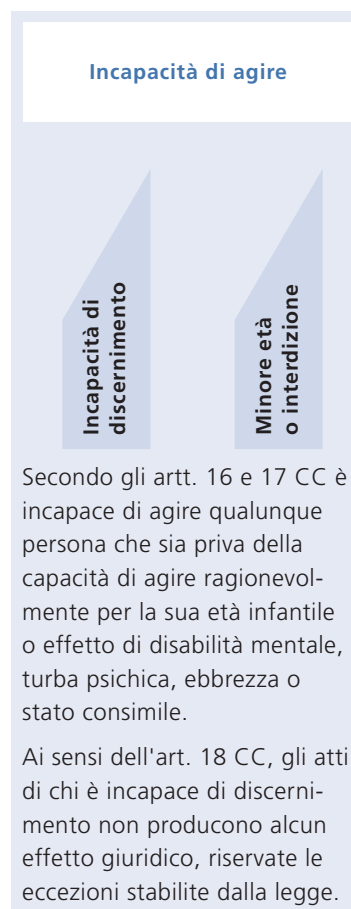 Incapacità di agire
Incapacità di
discernimento
Minore età
o interdizione
Secondo gli artt. 16 e 17 CC è
incapace di agire qualunque
persona che sia priva della
capacità di agire ragionevol-
mente per la sua età infantile
o effetto di disabilità mentale,
turba psichica, ebbrezza o
stato consimile.
Ai sensi dell'art. 18 CC, gli atti
di chi è incapace di discerni-
mento non producono alcun
effetto giuridico, riservate le
eccezioni stabilite dalla legge.